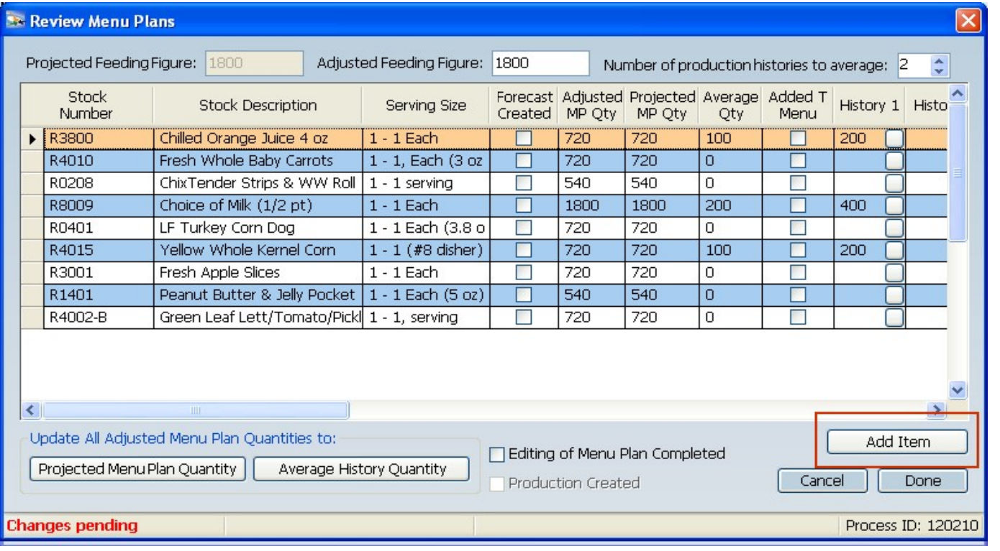 Review Menu Plans
Projected Feeding Figure: 1800 Adjusted Feeding Figure: 1800 Number of production histories to average: 2
Stock Number Stock Description Serving Size Forecast Created Adjusted MP Qty Projected MP Qty Average Qty Added T Menu History 1 Histo
R3800 Chilled Orange Juice 4 oz 1 - 1 Each 720 720 100 200
R4010 Fresh Whole Baby Carrots 1 - 1, Each (3 oz 720 720 0
R0208 ChixTender Strips & WW Roll 1 - 1 serving 540 540 0
R8009 Choice of Milk (1/2 pt) 1 - 1 Each 1800 1800 200 400
R0401 LF Turkey Corn Dog 1 - 1 Each (3.8 o 720 720 0
R4015 Yellow Whole Kernel Corn 1 - 1 (#8 disher) 720 720 100 200
R3001 Fresh Apple Slices 1 - 1 Each 720 720 0
R1401 Peanut Butter & Jelly Pocket 1 - 1 Each (5 oz) 540 540 0
R4002-B Green Leaf Lett/Tomato/Pickl 1 - 1, serving 720 720 0
Update All Adjusted Menu Plan Quantities to:
Projected Menu Plan Quantity Average History Quantity
Editing of Menu Plan Completed
Production Created
Add Item
Cancel Done
Changes pending Process ID: 120210